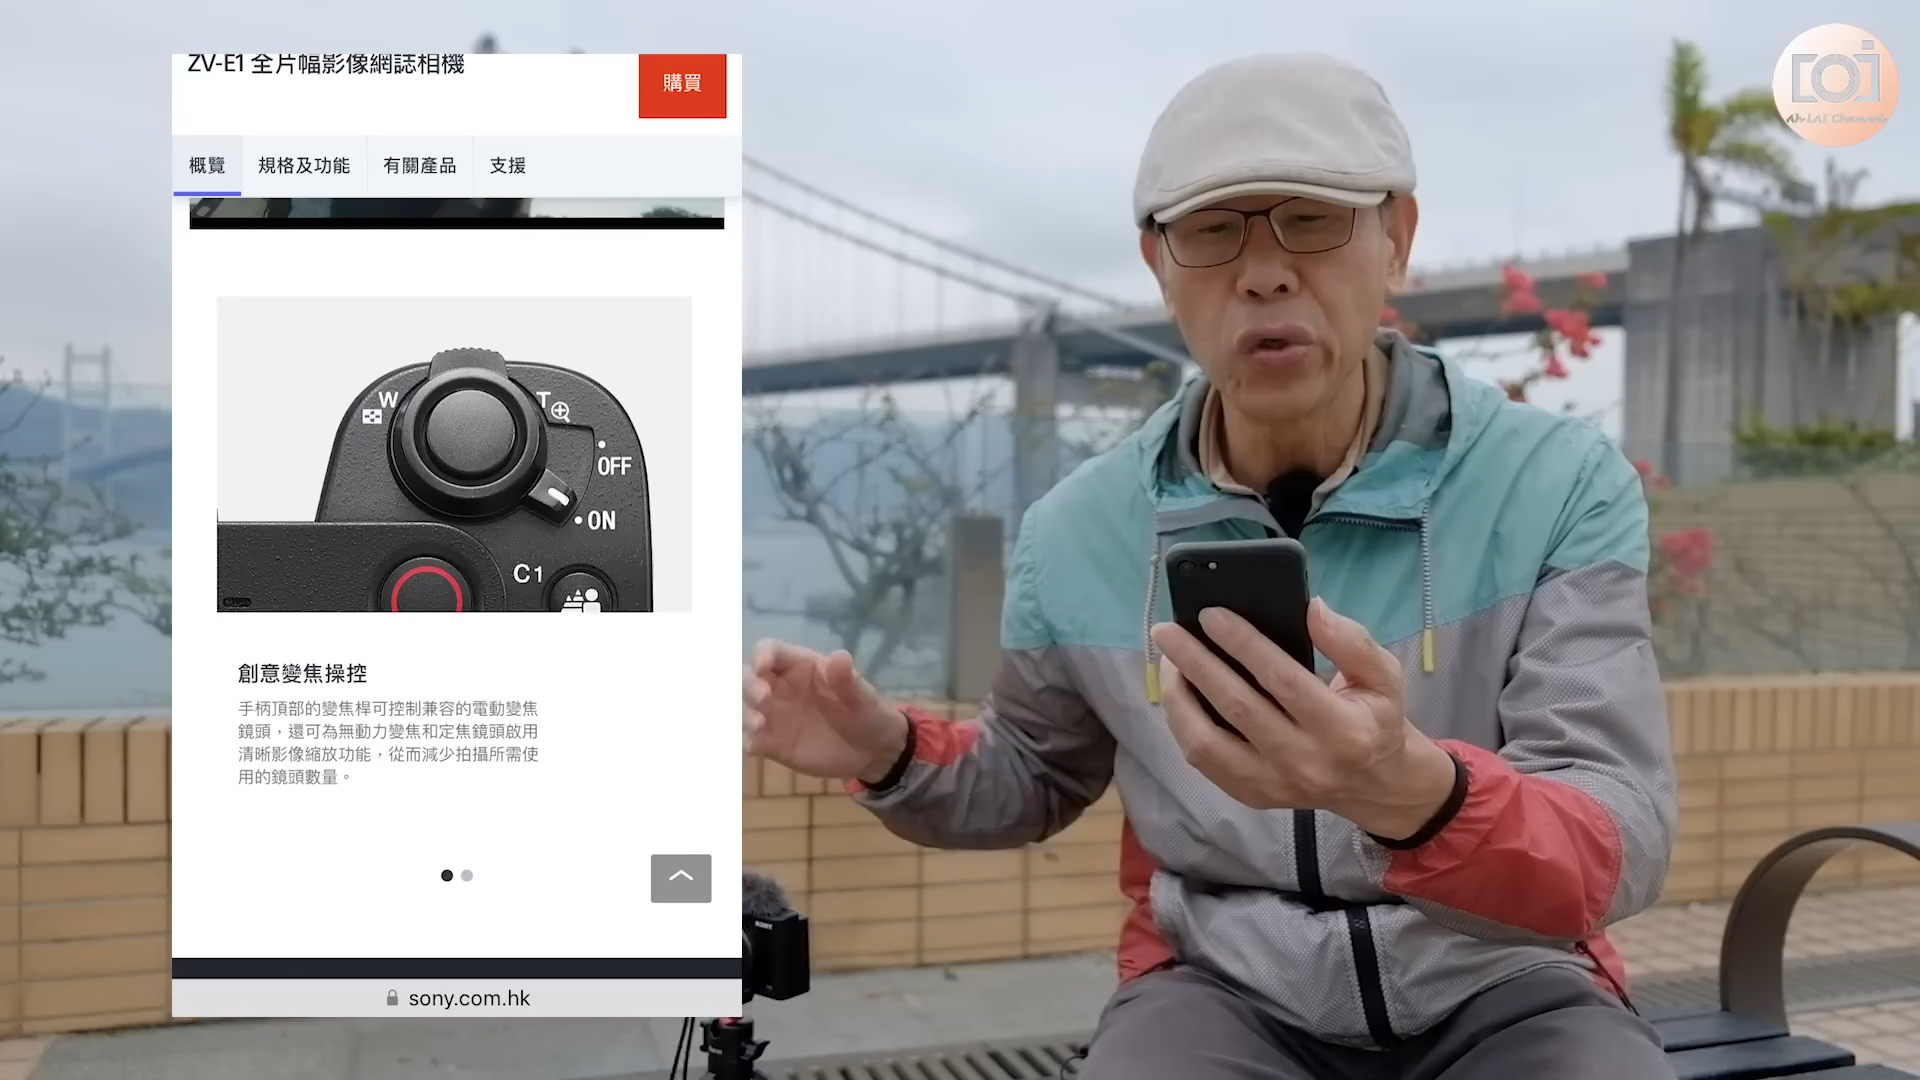 ZV-E1 全片幅影像網誌相機
購買
概覽
規格及功能
有關產品
支援
W
T
OFF
ON
C1
創意變焦操控
手柄頂部的變焦桿可控制兼容的電動變焦
鏡頭，還可為無動力變焦和定焦鏡頭啟用
清晰影像縮放功能，從而減少拍攝所需使
用的鏡頭數量。
sony.com.hk
SONY
Ah LAI Channel